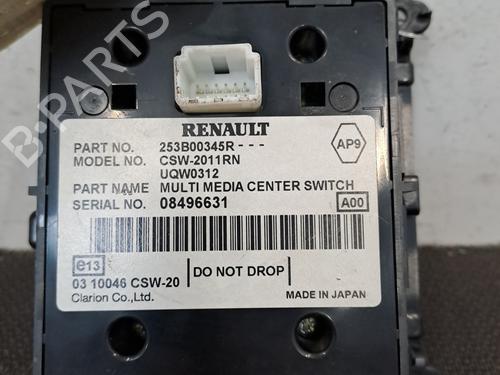 RENAULT
PART NO. 253B00345R - - -
MODEL NO. CSW-2011RN
UQW0312
AP9
PART NAME MULTI MEDIA CENTER SWITCH
SERIAL NO. 08496631
A00
e13
DO NOT DROP
03 10046 CSW-20
Clarion Co.,Ltd.
MADE IN JAPAN
B-PARTS